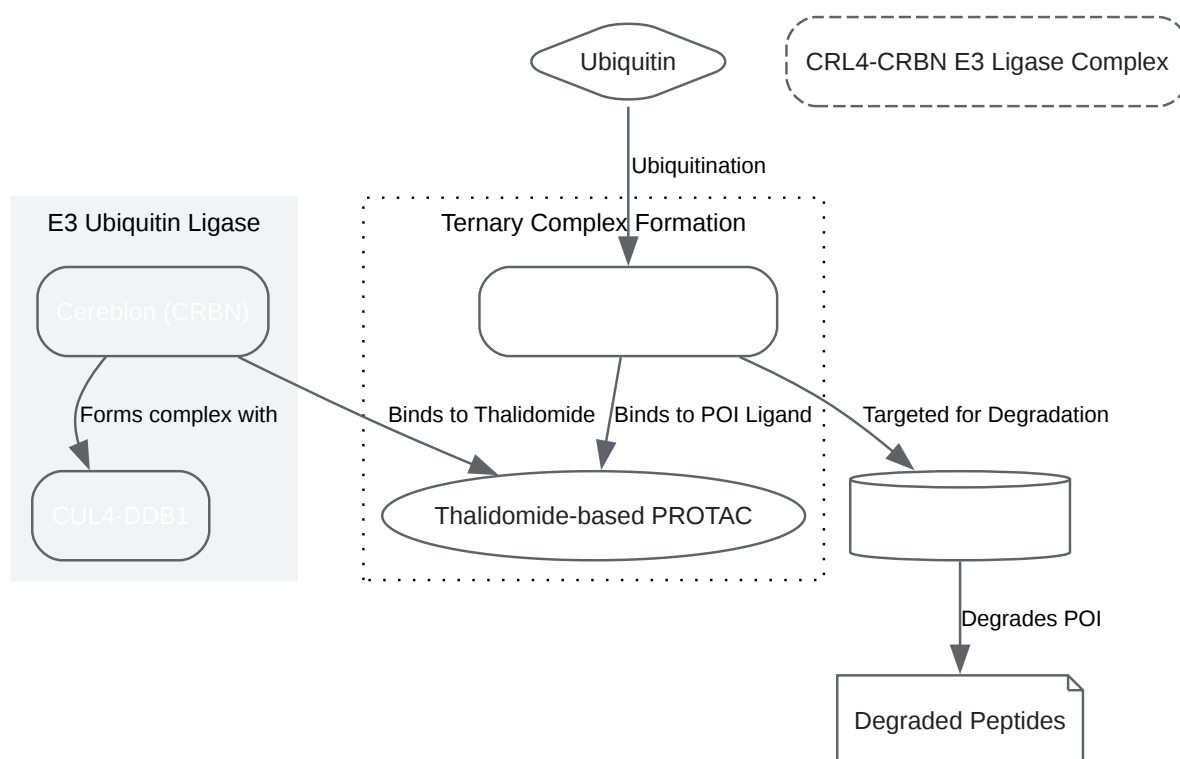 Ubiquitin
CRL4-CRBN E3 Ligase Complex
Ubiquitination
E3 Ubiquitin Ligase
Ternary Complex Formation
Cereblon (CRBN)
Forms complex with
Binds to Thalidomide
Binds to POI Ligand
Targeted for Degradation
CUL4-DDB1
Thalidomide-based PROTAC
Degrades POI
Degraded Peptides